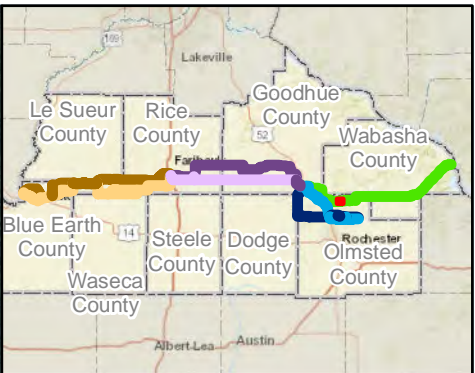 169
Lakeville
Goodhue
County
Le Sueur
County
Rice
County
52
Wabasha
County
Blue Earth
County
14
Steele
County
Dodge
County
Rochester
Olmsted
County
Waseca
County
Albert Lea
Austin